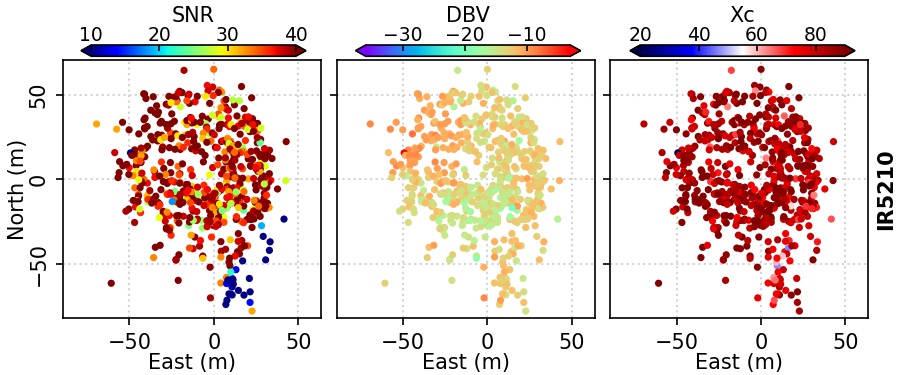 SNR
DBV
Xc
10 20 30 40
−30 −20 −10
20 40 60 80
North (m)
50
0
−50
IR5210
−50 0 50
−50 0 50
−50 0 50
East (m)
East (m)
East (m)